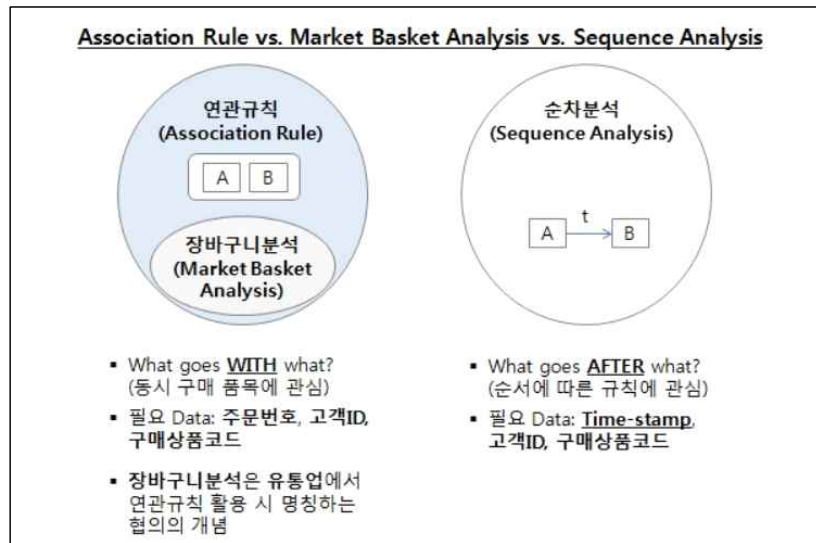 Association Rule vs. Market Basket Analysis vs. Sequence Analysis
연관규칙
(Association Rule)
A B
장바구니분석
(Market Basket
Analysis)
▪ What goes WITH what?
(동시 구매 품목에 관심)
▪ 필요 Data: 주문번호, 고객ID,
구매상품코드
▪ 장바구니분석은 유통업에서
연관규칙 활용 시 명칭하는
협의의 개념
순차분석
(Sequence Analysis)
t
A B
▪ What goes AFTER what?
(순서에 따른 규칙에 관심)
▪ 필요 Data: Time-stamp,
고객ID, 구매상품코드